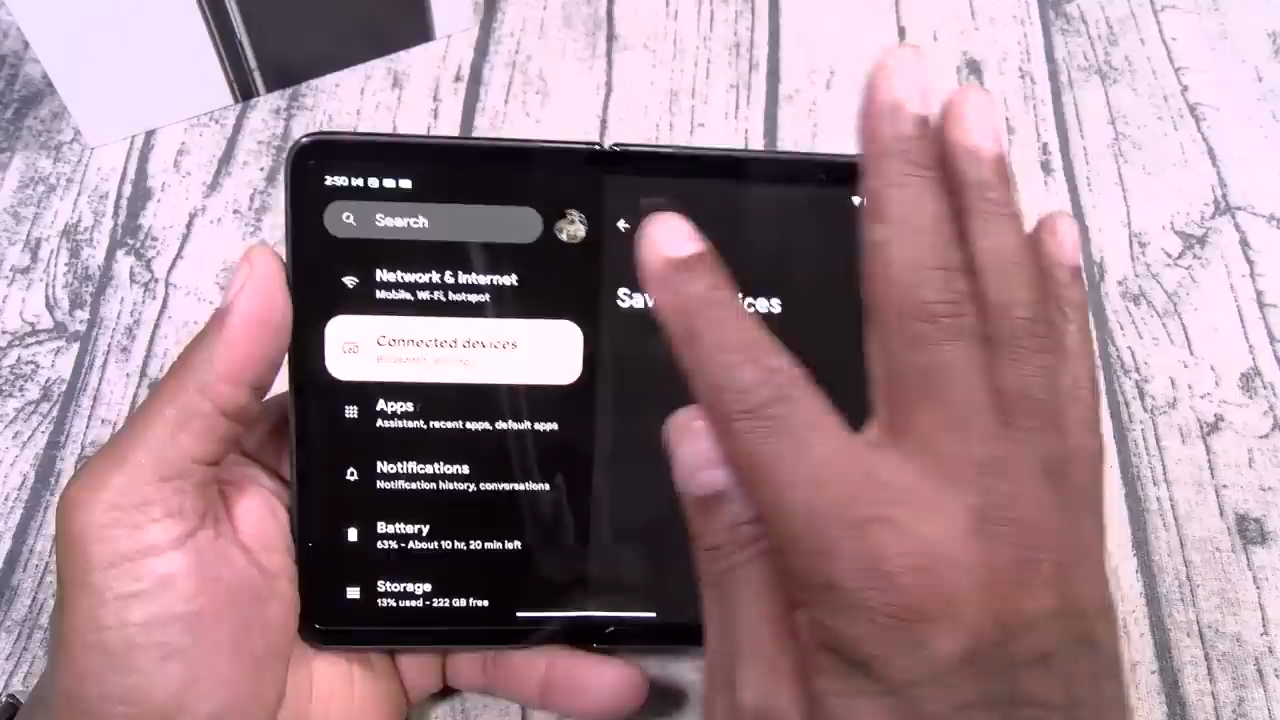 2:50
Search
Network & internet
Mobile, Wi-Fi, hotspot
Connected devices
Apps
Assistant, recent apps, default apps
Notifications
Notification history, conversations
Battery
63% - About 10 hr, 20 min left
Storage
13% used - 222 GB free